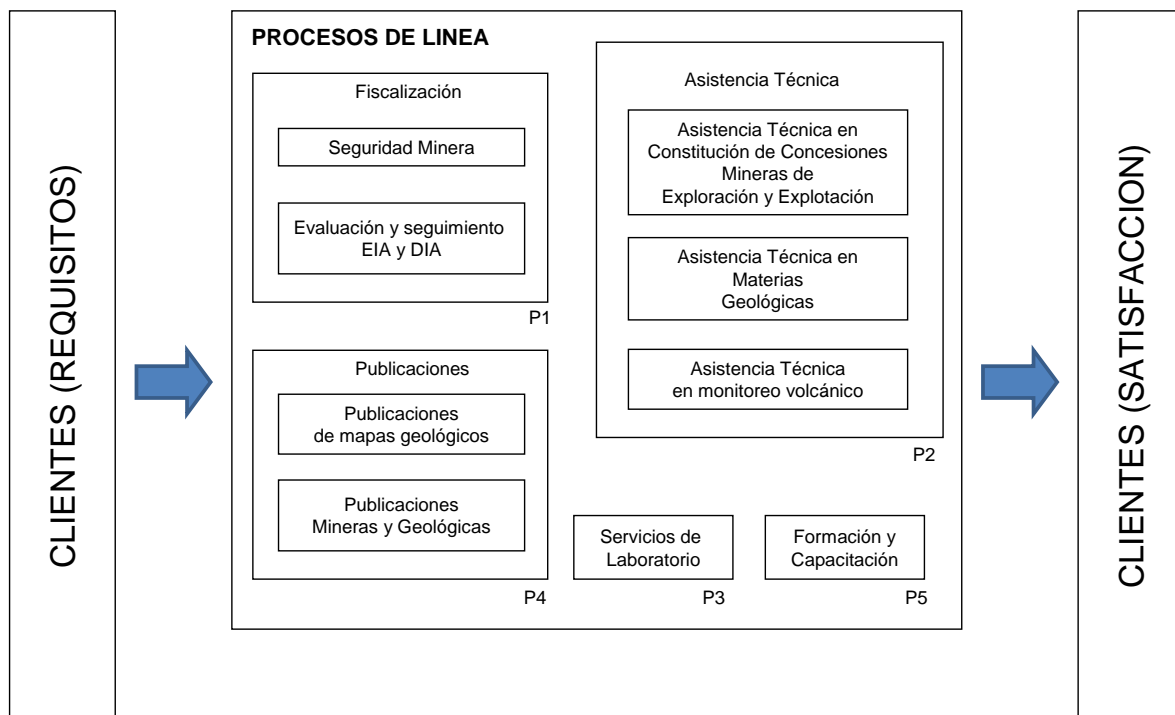 CLIENTES (REQUISITOS)
PROCESOS DE LINEA
Fiscalización
Seguridad Minera
Evaluación y seguimiento
EIA y DIA
P1
Asistencia Técnica
Asistencia Técnica en
Constitución de Concesiones
Mineras de
Exploración y Explotación
Asistencia Técnica en
Materias
Geológicas
Asistencia Técnica
en monitoreo volcánico
P2
Publicaciones
Publicaciones
de mapas geológicos
Publicaciones
Mineras y Geológicas
P4
Servicios de
Laboratorio
P3
Formación y
Capacitación
P5
CLIENTES (SATISFACCION)